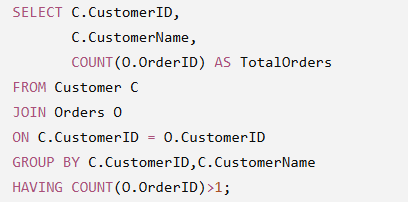 SELECT C.CustomerID,
       C.CustomerName,
       COUNT(O.OrderID) AS TotalOrders
FROM Customer C
JOIN Orders O
ON C.CustomerID = O.CustomerID
GROUP BY C.CustomerID,C.CustomerName
HAVING COUNT(O.OrderID)>1;